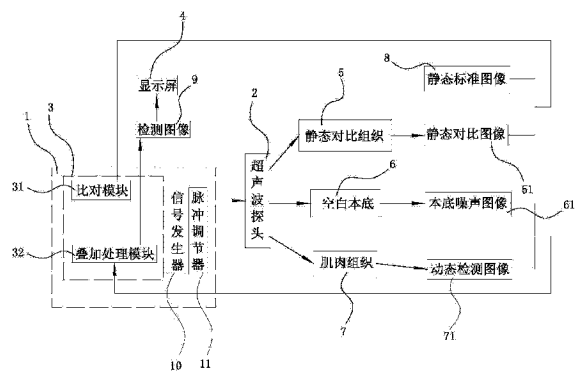 4
显示屏
9
检测图像
8
静态标准图像
1
3
2
5
静态对比组织
静态对比图像
51
31
比对模块
超声波探头
6
空白本底
本底噪声图像
61
信号发生器
脉冲调节器
32
叠加处理模块
肌肉组织
动态检测图像
10
11
7
71